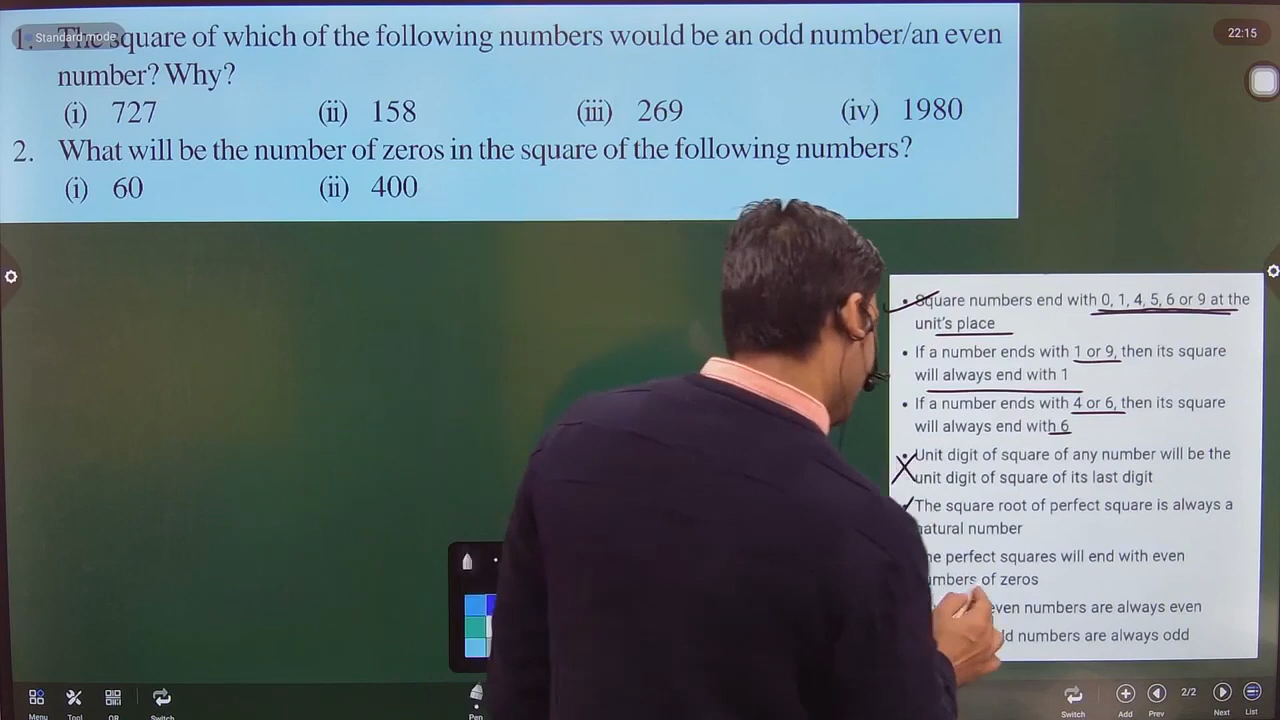 Standard mode
22:15
1. The square of which of the following numbers would be an odd number/an even
number? Why?
(i) 727 (ii) 158 (iii) 269 (iv) 1980
2. What will be the number of zeros in the square of the following numbers?
(i) 60 (ii) 400
• Square numbers end with 0, 1, 4, 5, 6 or 9 at the
unit's place
• If a number ends with 1 or 9, then its square
will always end with 1
• If a number ends with 4 or 6, then its square
will always end with 6
• Unit digit of square of any number will be the
unit digit of square of its last digit
The square root of perfect square is always a
natural number
perfect squares will end with even
of zeros
even numbers are always even
numbers are always odd
Menu Tool QR Switch Pen Switch Add Prev 2/2 Next List